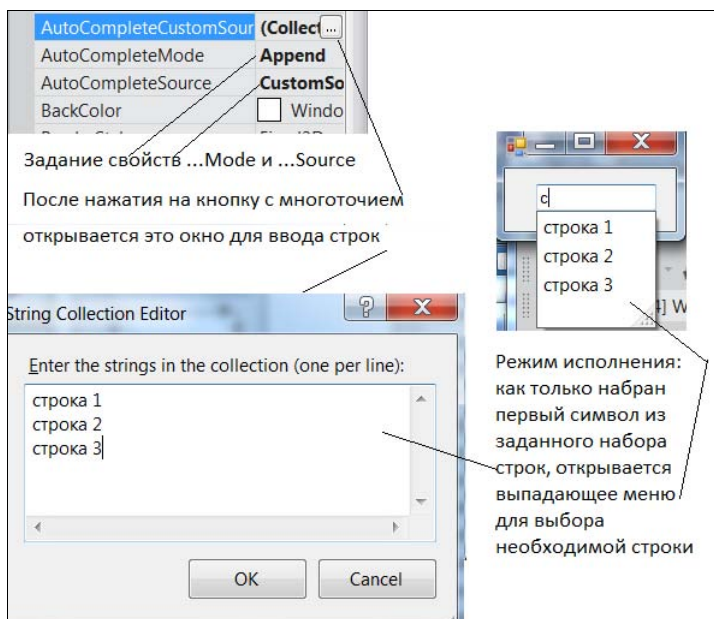 AutoCompleteCustomSour (Collect ...
AutoCompleteMode Append
AutoCompleteSource CustomSo
BackColor Windo
Задание свойств ...Mode и ...Source
После нажатия на кнопку с многоточием
открывается это окно для ввода строк
с
строка 1
строка 2
строка 3
4] W
String Collection Editor
Enter the strings in the collection (one per line):
строка 1
строка 2
строка 3
OK Cancel
Режим исполнения:
как только набран
первый символ из
заданного набора
строк, открывается
выпадающее меню
для выбора
необходимой строки